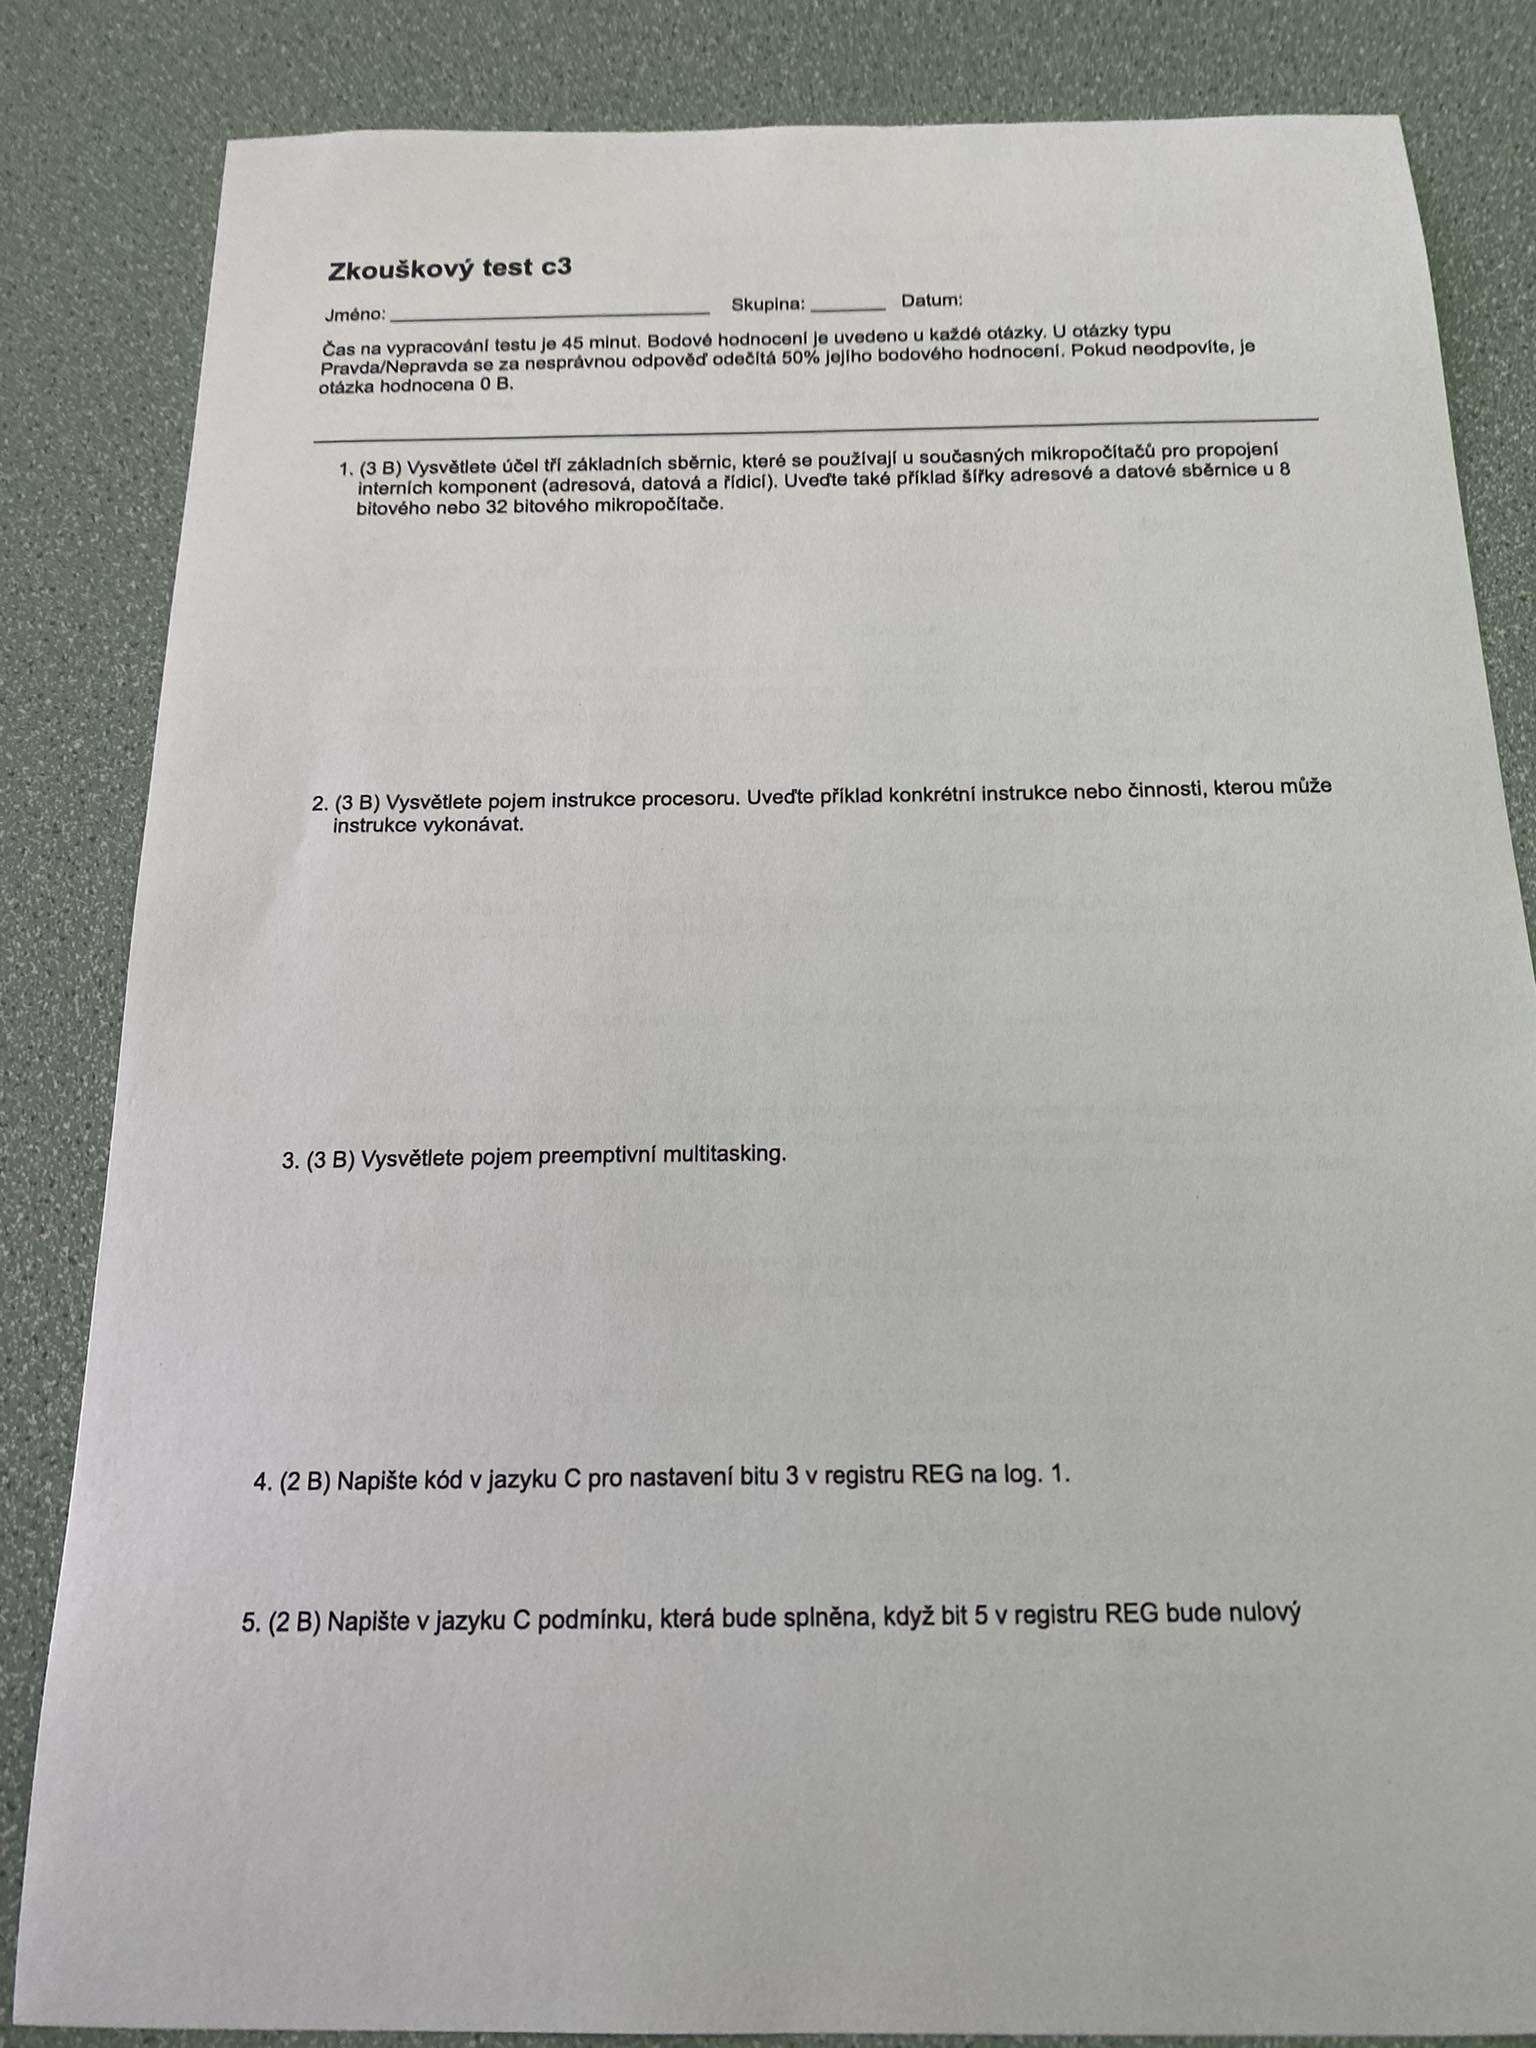 Zkouškový test c3
Jméno: Skupina: Datum:
Čas na vypracování testu je 45 minut. Bodové hodnocení je uvedeno u každé otázky. U otázky typu
Pravda/Nepravda se za nesprávnou odpověď odečítá 50% jejího bodového hodnocení. Pokud neodpovíte, je
otázka hodnocena 0 B.
1. (3 B) Vysvětlete účel tří základních sběrnic, které se používají u současných mikropočítačů pro propojení
interních komponent (adresová, datová a řídicí). Uveďte také příklad šířky adresové a datové sběrnice u 8
bitového nebo 32 bitového mikropočítače.
2. (3 B) Vysvětlete pojem instrukce procesoru. Uveďte příklad konkrétní instrukce nebo činnosti, kterou může
instrukce vykonávat.
3. (3 B) Vysvětlete pojem preemptivní multitasking.
4. (2 B) Napište kód v jazyku C pro nastavení bitu 3 v registru REG na log. 1.
5. (2 B) Napište v jazyku C podmínku, která bude splněna, když bit 5 v registru REG bude nulový